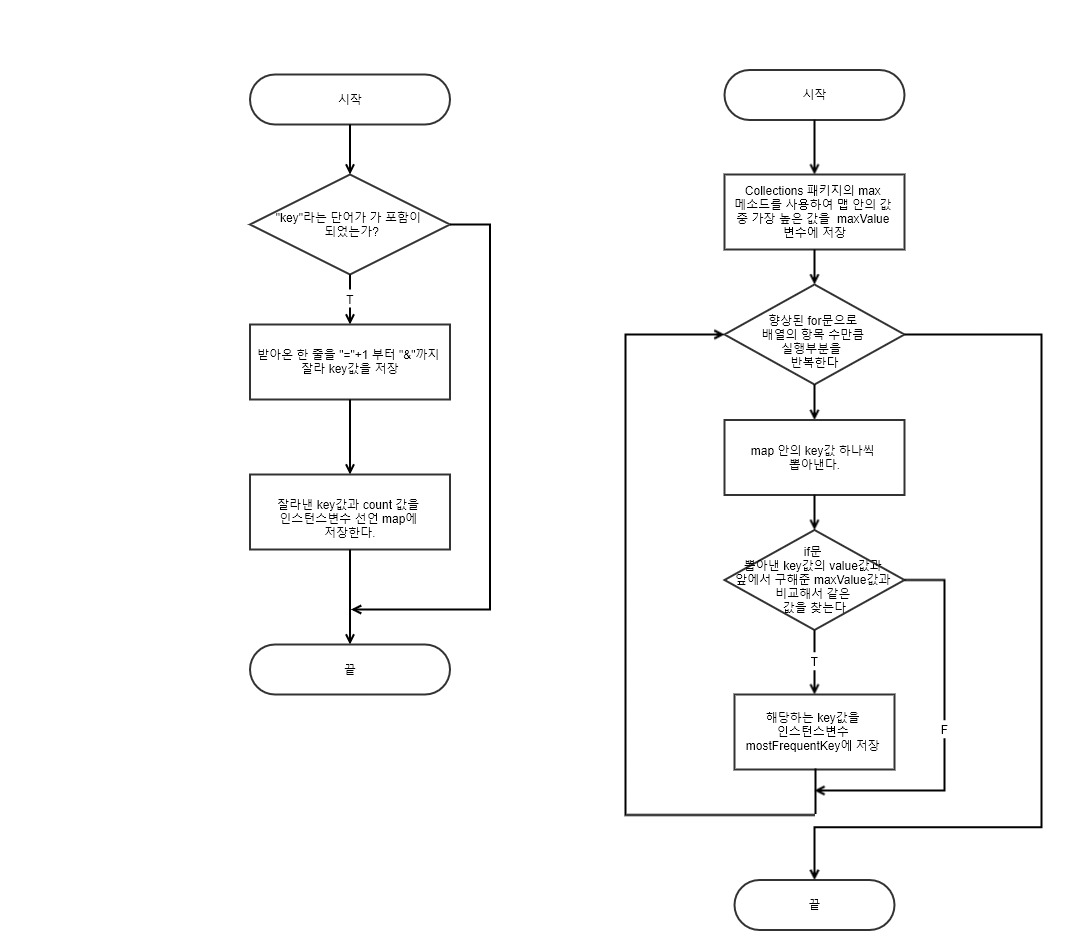 시작
"key"라는 단어가 가 포함이
되었는가?
T
받아온 한 줄을 "="+1 부터 "&"까지
잘라 key값을 저장
잘라낸 key값과 count 값을
인스턴스변수 선언 map에
저장한다.
끝
시작
Collections 패키지의 max
메소드를 사용하여 맵 안의 값
중 가장 높은 값을 maxValue
변수에 저장
향상된 for문으로
배열의 항목 수만큼
실행부분을
반복한다
map 안의 key값 하나씩
뽑아낸다.
if문
뽑아낸 key값의 value값과
앞에서 구해준 maxValue값과
비교해서 같은
값을 찾는다
T
해당하는 key값을
인스턴스변수
mostFrequentKey에 저장
F
끝